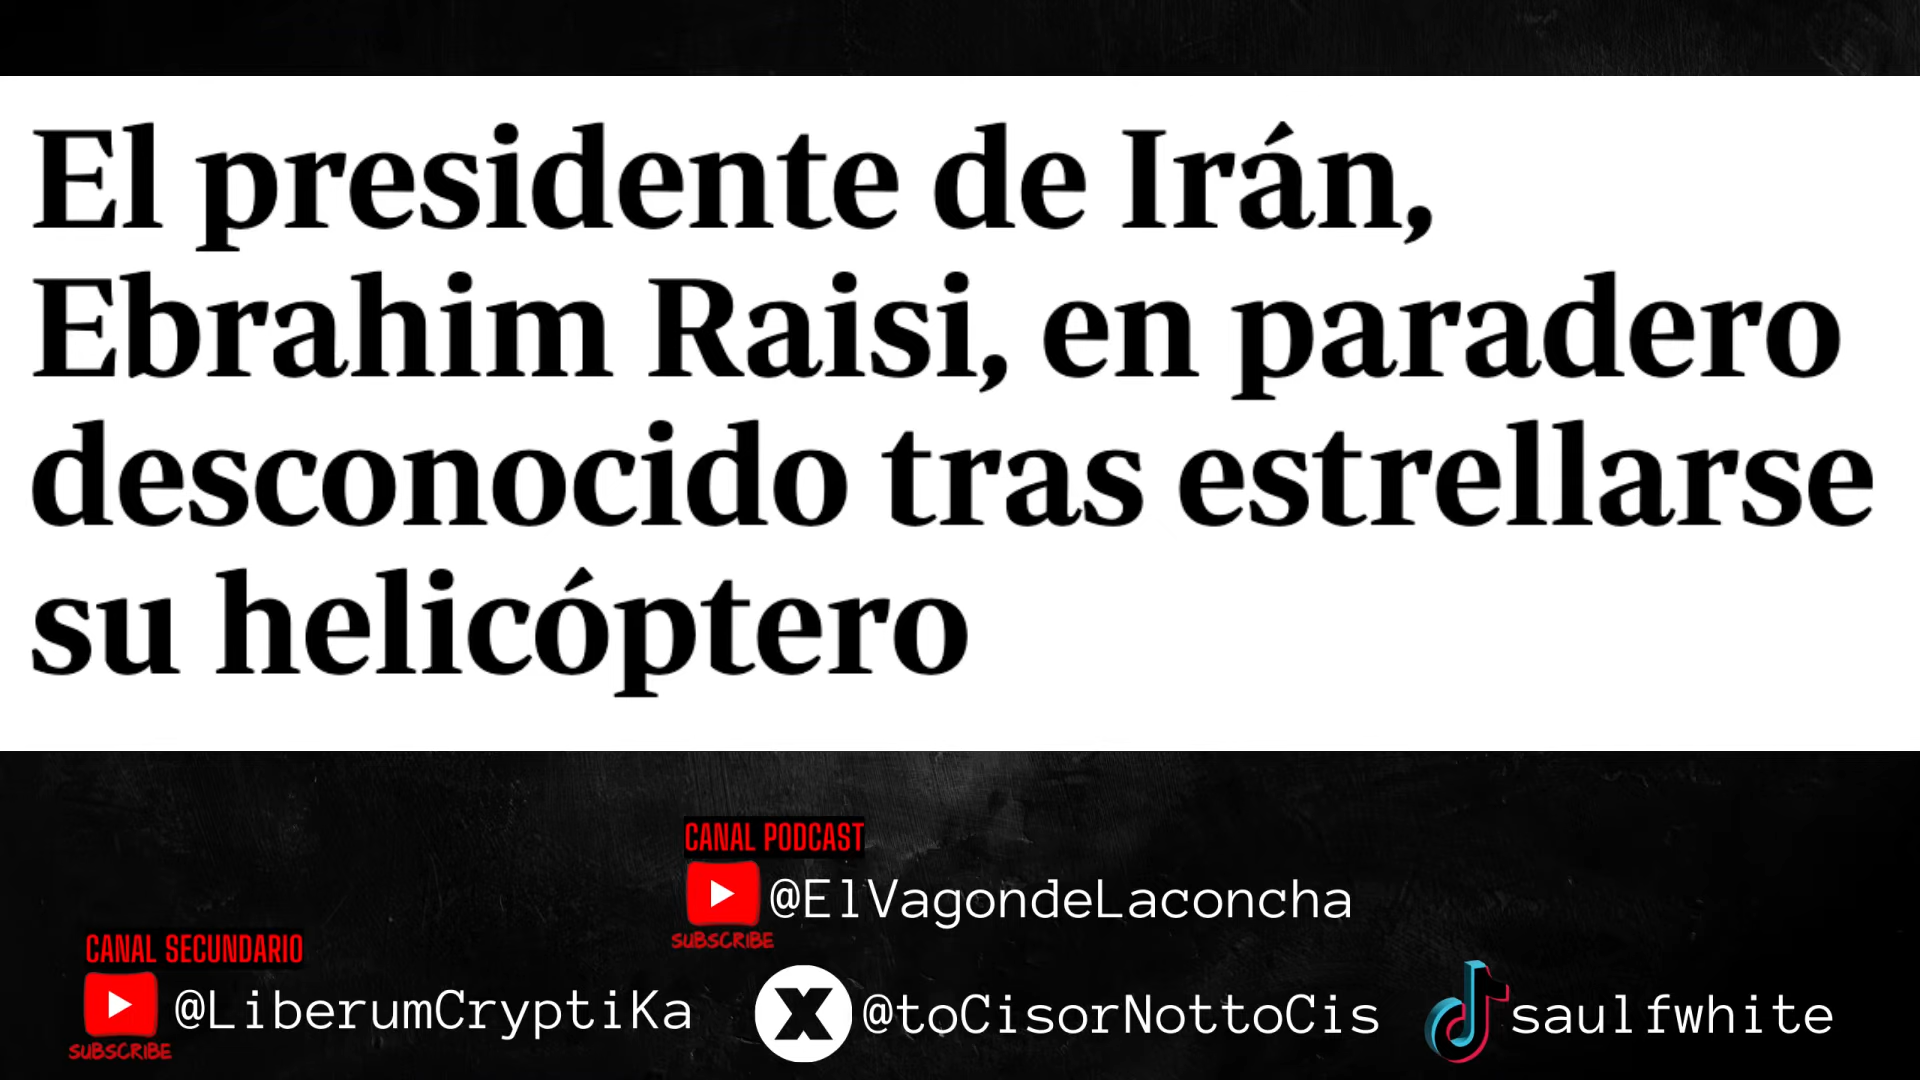 El presidente de Irán,
Ebrahim Raisi, en paradero
desconocido tras estrellarse
su helicóptero
CANAL PODCAST
@ElVagondeLaconcha
SUBSCRIBE
CANAL SECUNDARIO
@LiberumCryptiKa
SUBSCRIBE
X @toCisorNottoCis
saulfwhite